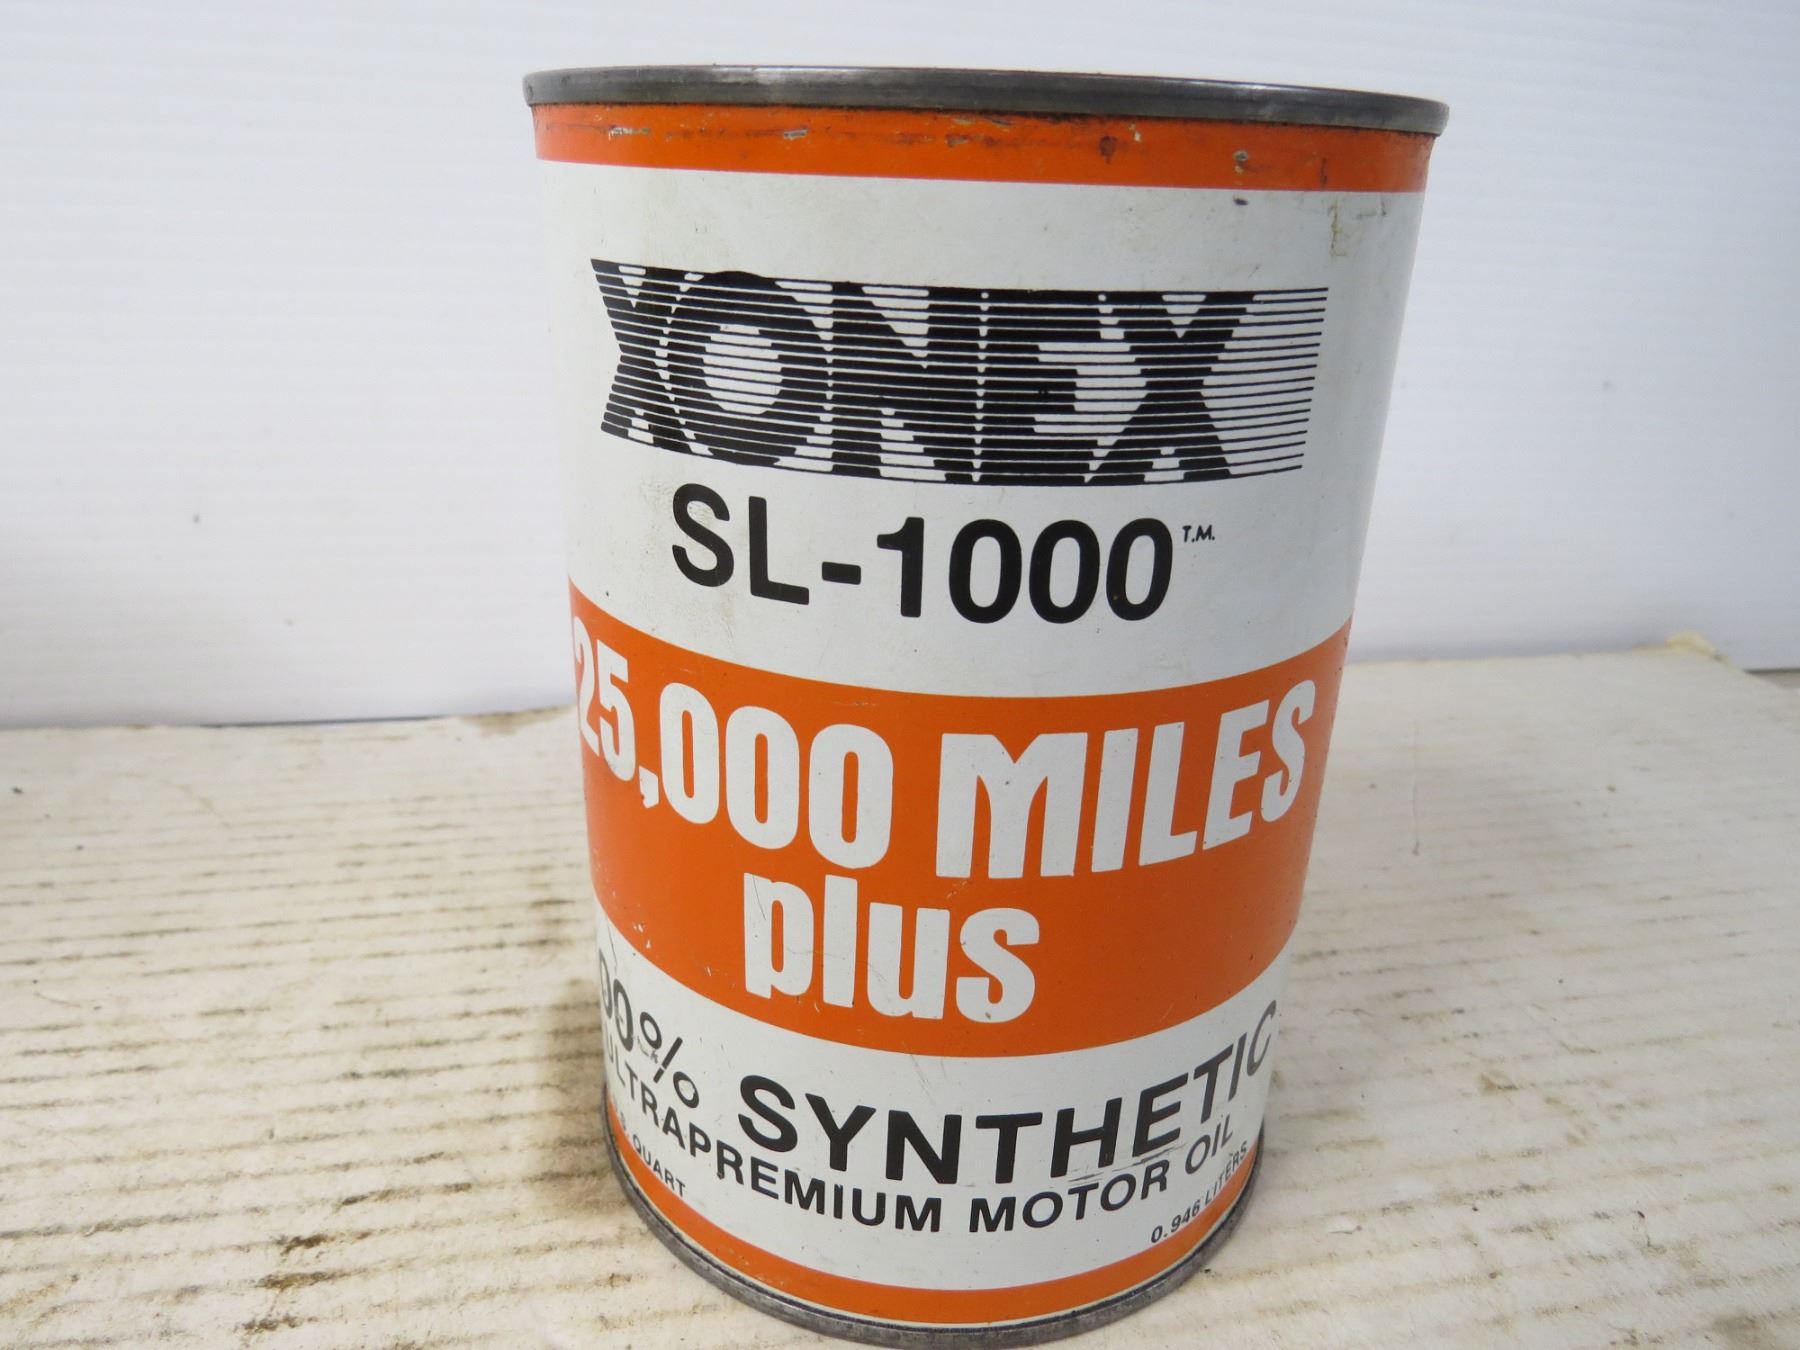 XONEX
SL-1000 T.M.
25,000 MILES
plus
00% SYNTHETIC
ULTRAPREMIUM MOTOR OIL
QUART
0.946 LITERS